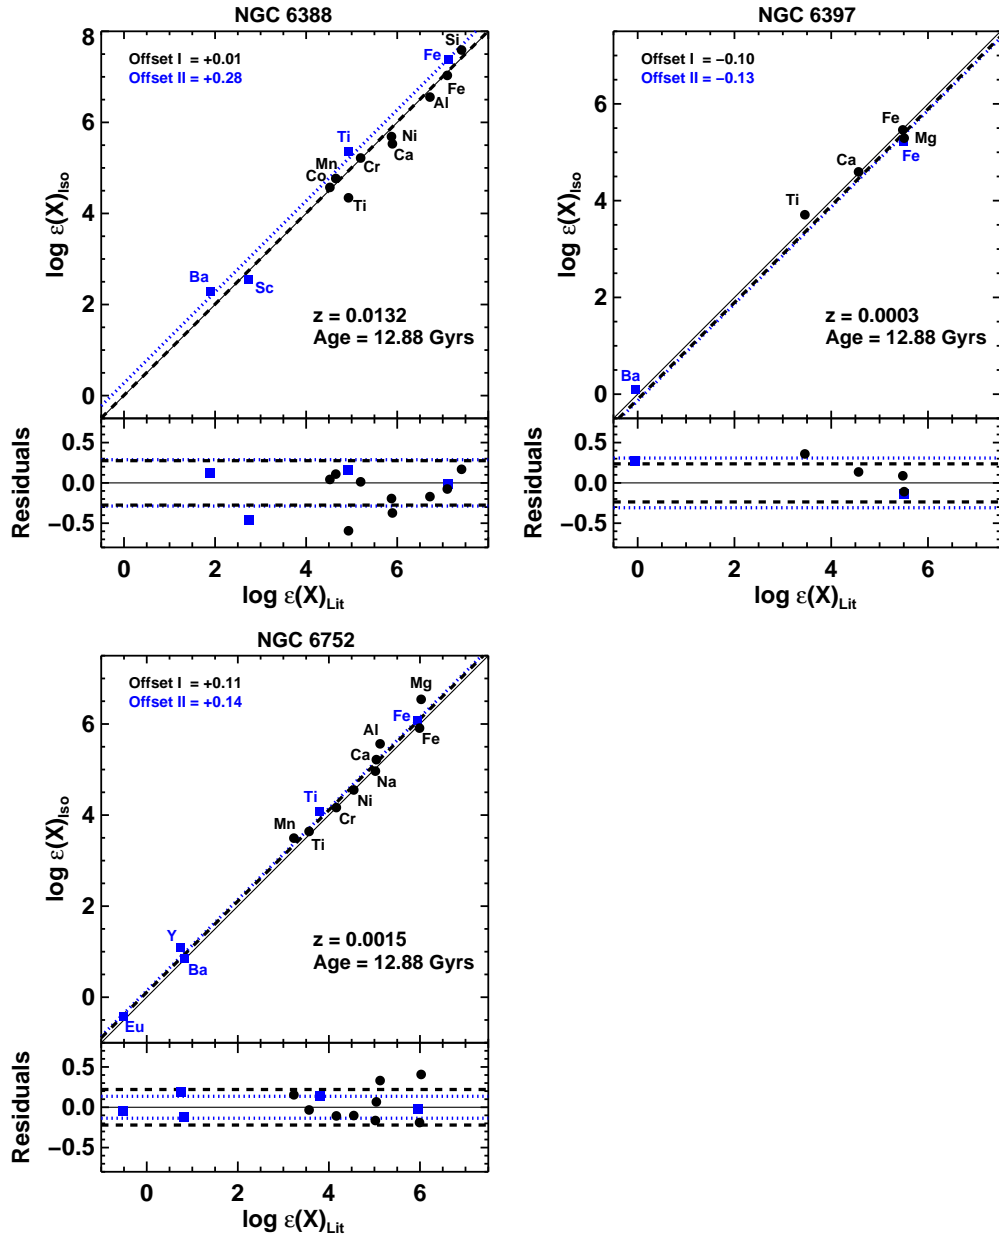 NGC 6388
8
6
4
2
0
log ε(X)Iso
Offset I = +0.01
Offset II = +0.28
Si
Fe
Fe
Al
Ti
Ni
Ca
Mn
Cr
Co
Ti
Ba
Sc
z = 0.0132
Age = 12.88 Gyrs
Residuals
0.5
0.0
−0.5
0 2 4 6
log ε(X)Lit
NGC 6397
6
4
2
0
log ε(X)Iso
Offset I = −0.10
Offset II = −0.13
Fe
Mg
Fe
Ca
Ti
Ba
z = 0.0003
Age = 12.88 Gyrs
Residuals
0.5
0.0
−0.5
0 2 4 6
log ε(X)Lit
NGC 6752
6
4
2
0
log ε(X)Iso
Offset I = +0.11
Offset II = +0.14
Mg
Fe
Fe
Al
Ca
Na
Ti
Ni
Mn
Cr
Ti
Y
Ba
Eu
z = 0.0015
Age = 12.88 Gyrs
Residuals
0.5
0.0
−0.5
0 2 4 6
log ε(X)Lit